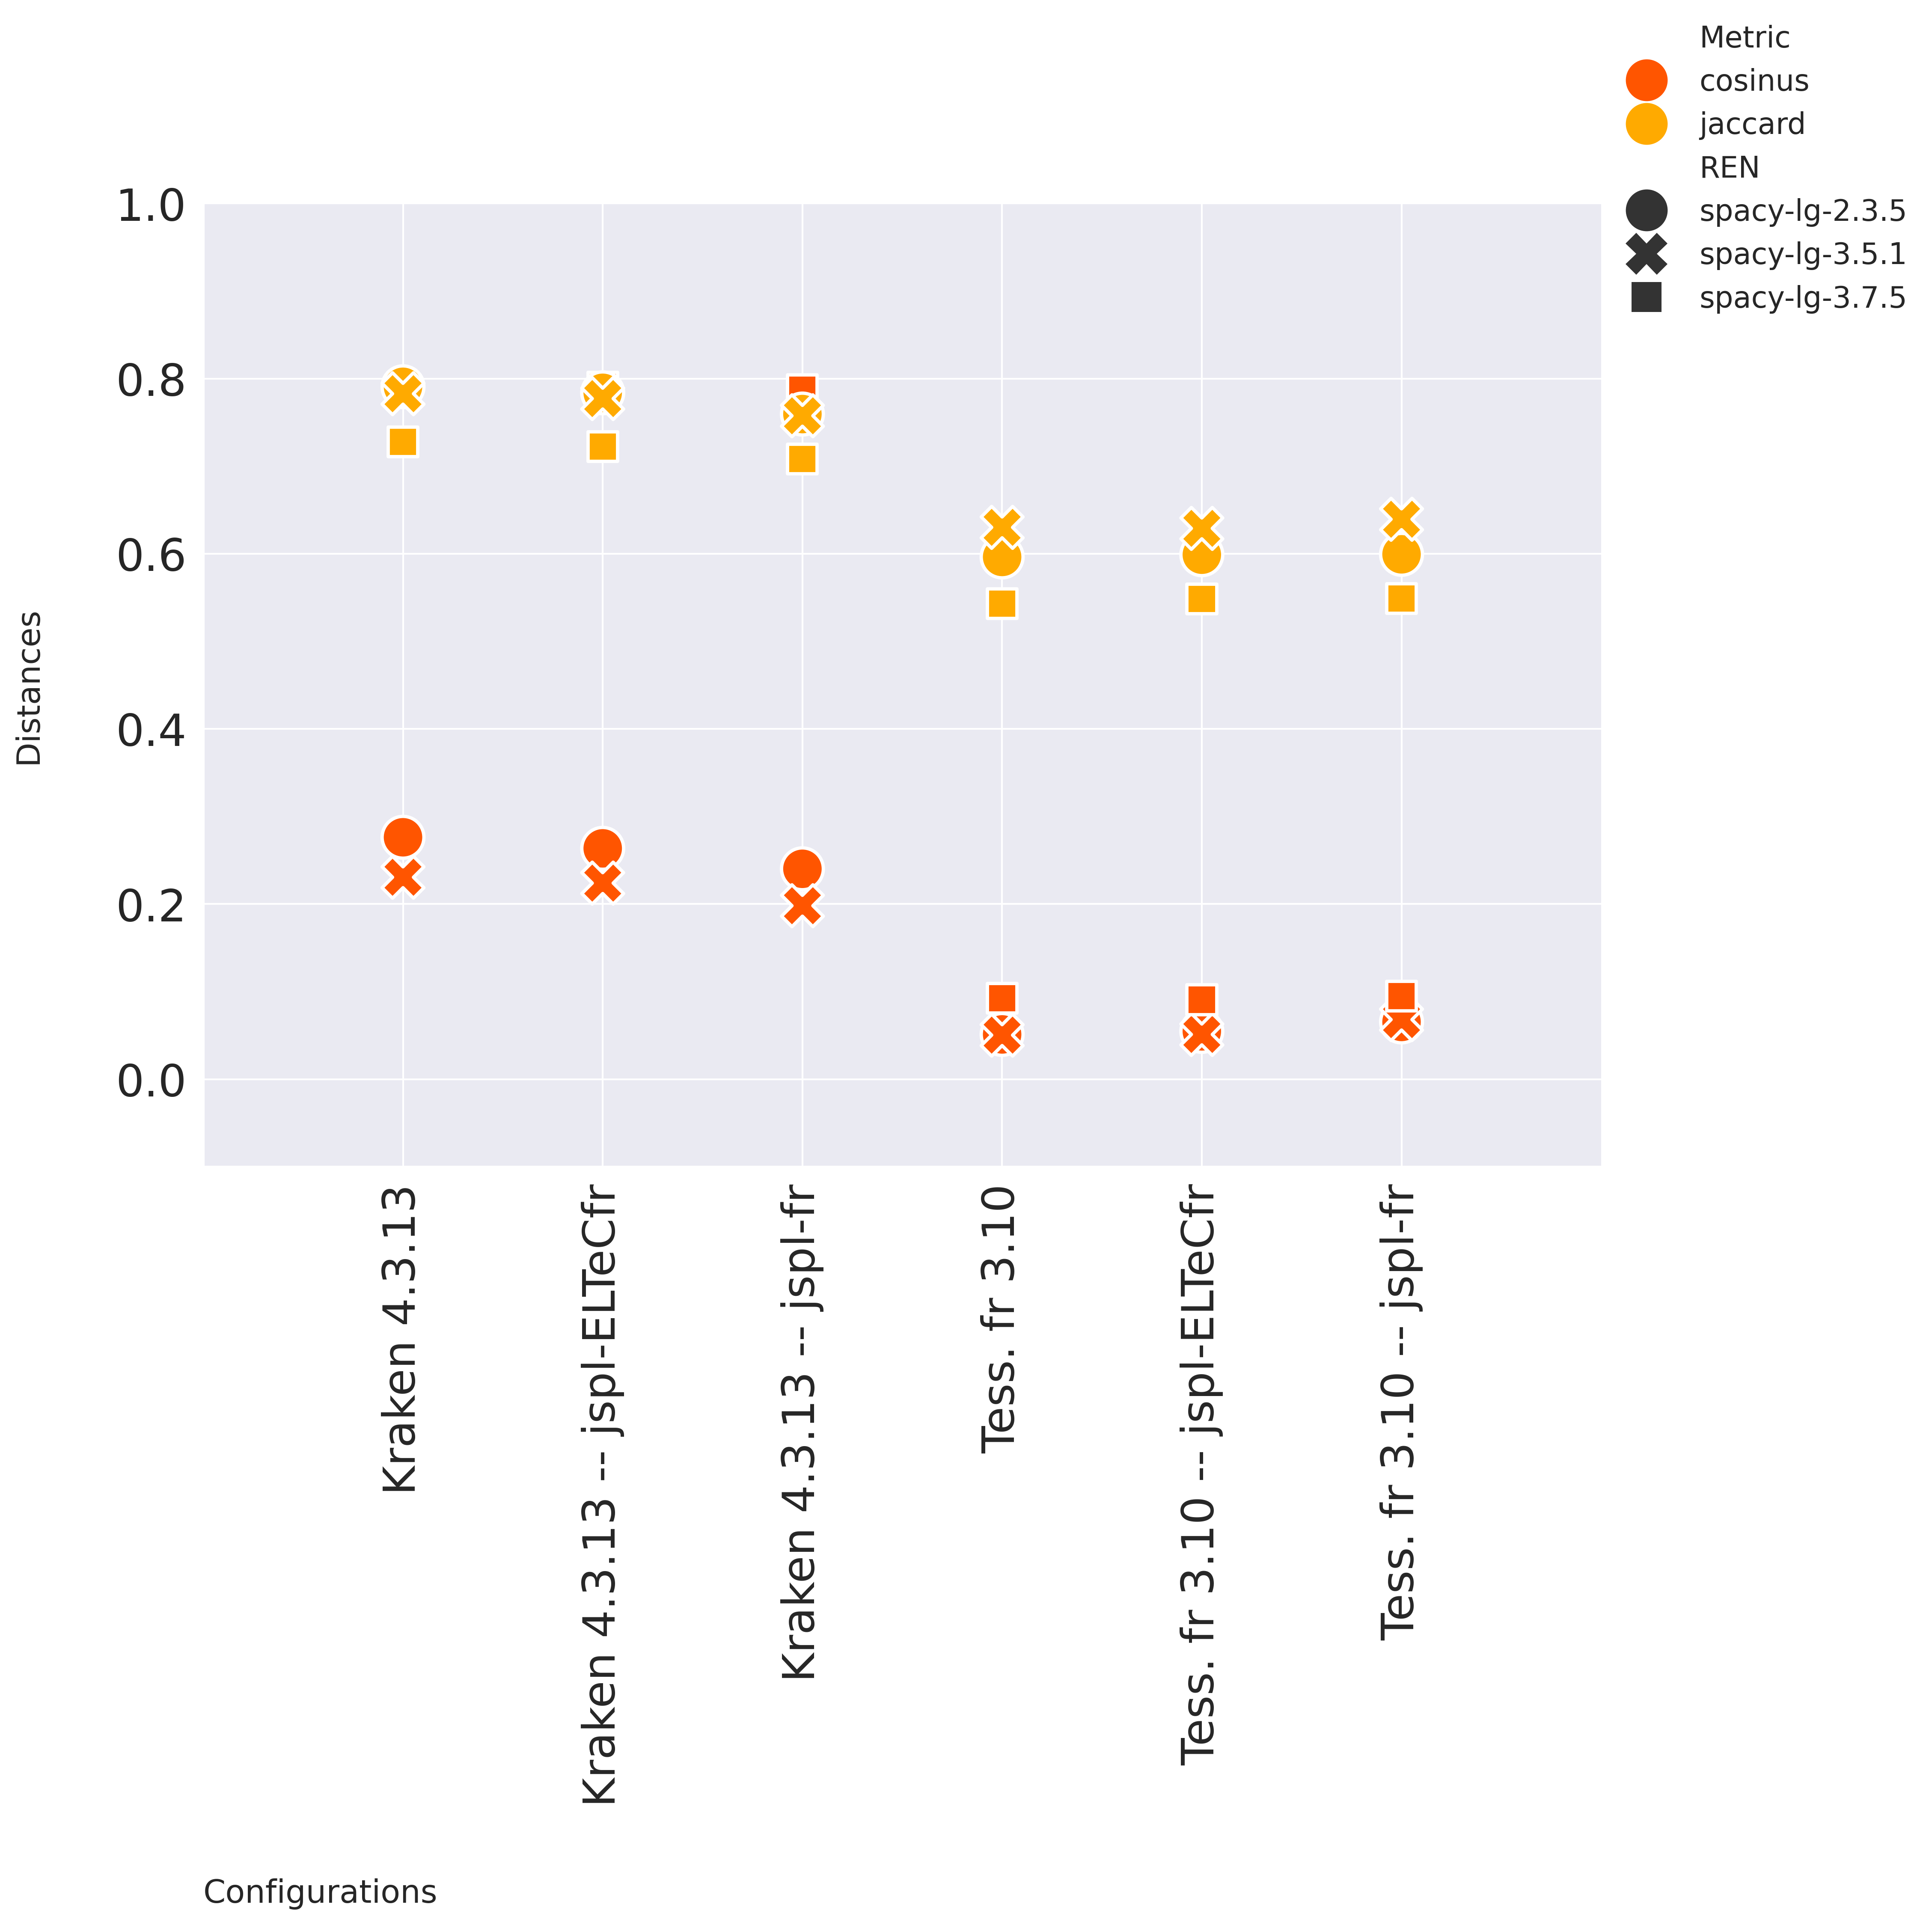 Metric
cosinus
jaccard
REN
spacy-lg-2.3.5
spacy-lg-3.5.1
spacy-lg-3.7.5
1.0
0.8
0.6
0.4
0.2
0.0
Distances
Kraken 4.3.13
Kraken 4.3.13 -- jspl-ELTeCfr
Kraken 4.3.13 -- jspl-fr
Tess. fr 3.10
Tess. fr 3.10 -- jspl-ELTeCfr
Tess. fr 3.10 -- jspl-fr
Configurations